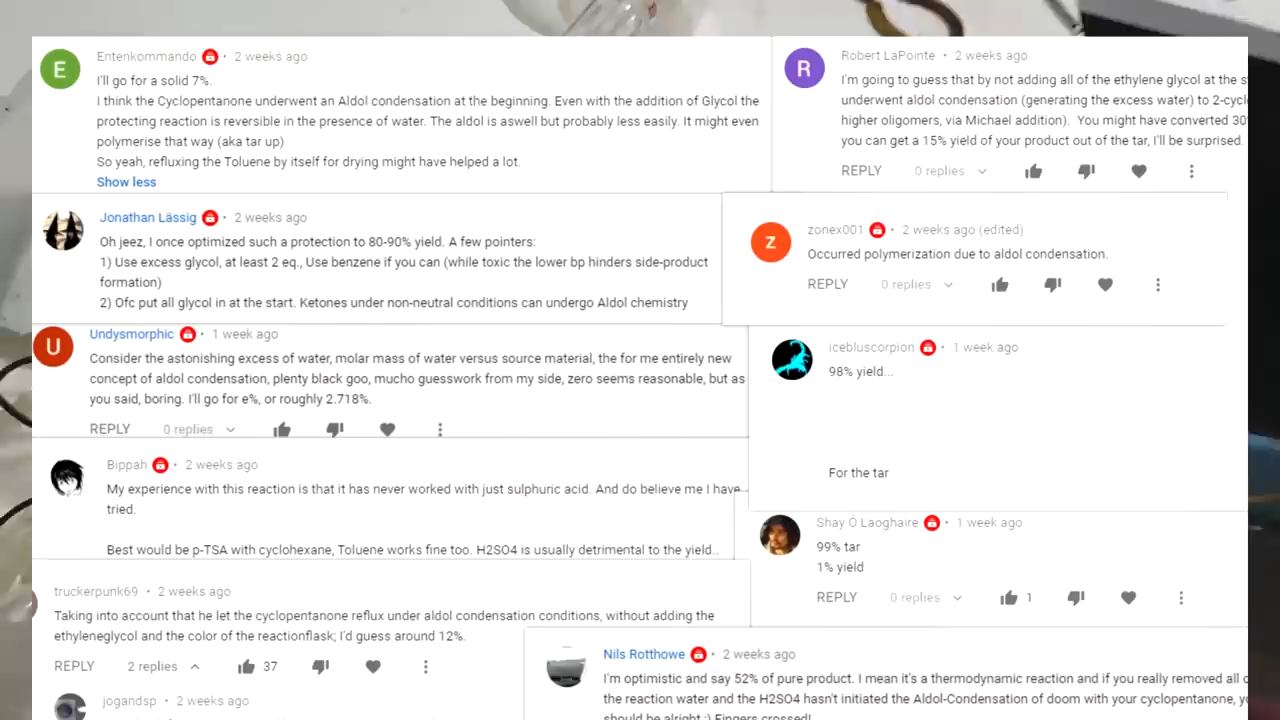 Entenkommando • 2 weeks ago
I'll go for a solid 7%.
I think the Cyclopentanone underwent an Aldol condensation at the beginning. Even with the addition of Glycol the
protecting reaction is reversible in the presence of water. The aldol is aswell but probably less easily. It might even
polymerise that way (aka tar up)
So yeah, refluxing the Toluene by itself for drying might have helped a lot.
Show less
R
Robert LaPointe • 2 weeks ago
I'm going to guess that by not adding all of the ethylene glycol at the
underwent aldol condensation (generating the excess water) to
higher oligomers, via Michael addition). You might have converted
you can get a 15% yield of your product out of the tar, I'll be surprised.
REPLY 0 replies
E
Jonathan Lässig • 2 weeks ago
Oh jeez, I once optimized such a protection to 80-90% yield. A few pointers:
1) Use excess glycol, at least 2 eq., Use benzene if you can (while toxic the lower bp hinders side-product
formation)
2) Ofc put all glycol in at the start. Ketones under non-neutral conditions can undergo Aldol chemistry
Z
zonex001 • 2 weeks ago (edited)
Occurred polymerization due to aldol condensation.
REPLY 0 replies
U
Undysmorphic • 1 week ago
Consider the astonishing excess of water, molar mass of water versus source material, the for me entirely new
concept of aldol condensation, plenty black goo, mucho guesswork from my side, zero seems reasonable, but as
you said, boring. I'll go for e%, or roughly 2.718%.
REPLY 0 replies
icebluscorpion • 1 week ago
98% yield...
For the tar
Bippah • 2 weeks ago
My experience with this reaction is that it has never worked with just sulphuric acid. And do believe me I have
tried.
Best would be p-TSA with cyclohexane, Toluene works fine too. H2SO4 is usually detrimental to the yield..
Shay Ó Laoghaire • 1 week ago
99% tar
1% yield
REPLY 0 replies 1
truckerpunk69 • 2 weeks ago
Taking into account that he let the cyclopentanone reflux under aldol condensation conditions, without adding the
ethyleneglycol and the color of the reactionflask; I'd guess around 12%.
REPLY 2 replies 37
jogandsp • 2 weeks ago
Nils Rotthowe • 2 weeks ago
I'm optimistic and say 52% of pure product. I mean it's a thermodynamic reaction and if you really removed all
the reaction water and the H2SO4 hasn't initiated the Aldol-Condensation of doom with your cyclopentanone,
should be alright :) Fingers crossed!